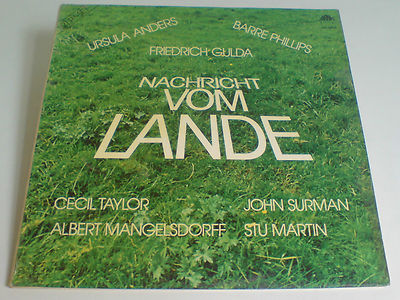 URSULA ANDERS BARRE PHILLIPS
FRIEDRICH GULDA
NACHRICHT
VOM
LANDE
CECIL TAYLOR JOHN SURMAN
ALBERT MANGELSDORFF STU MARTIN